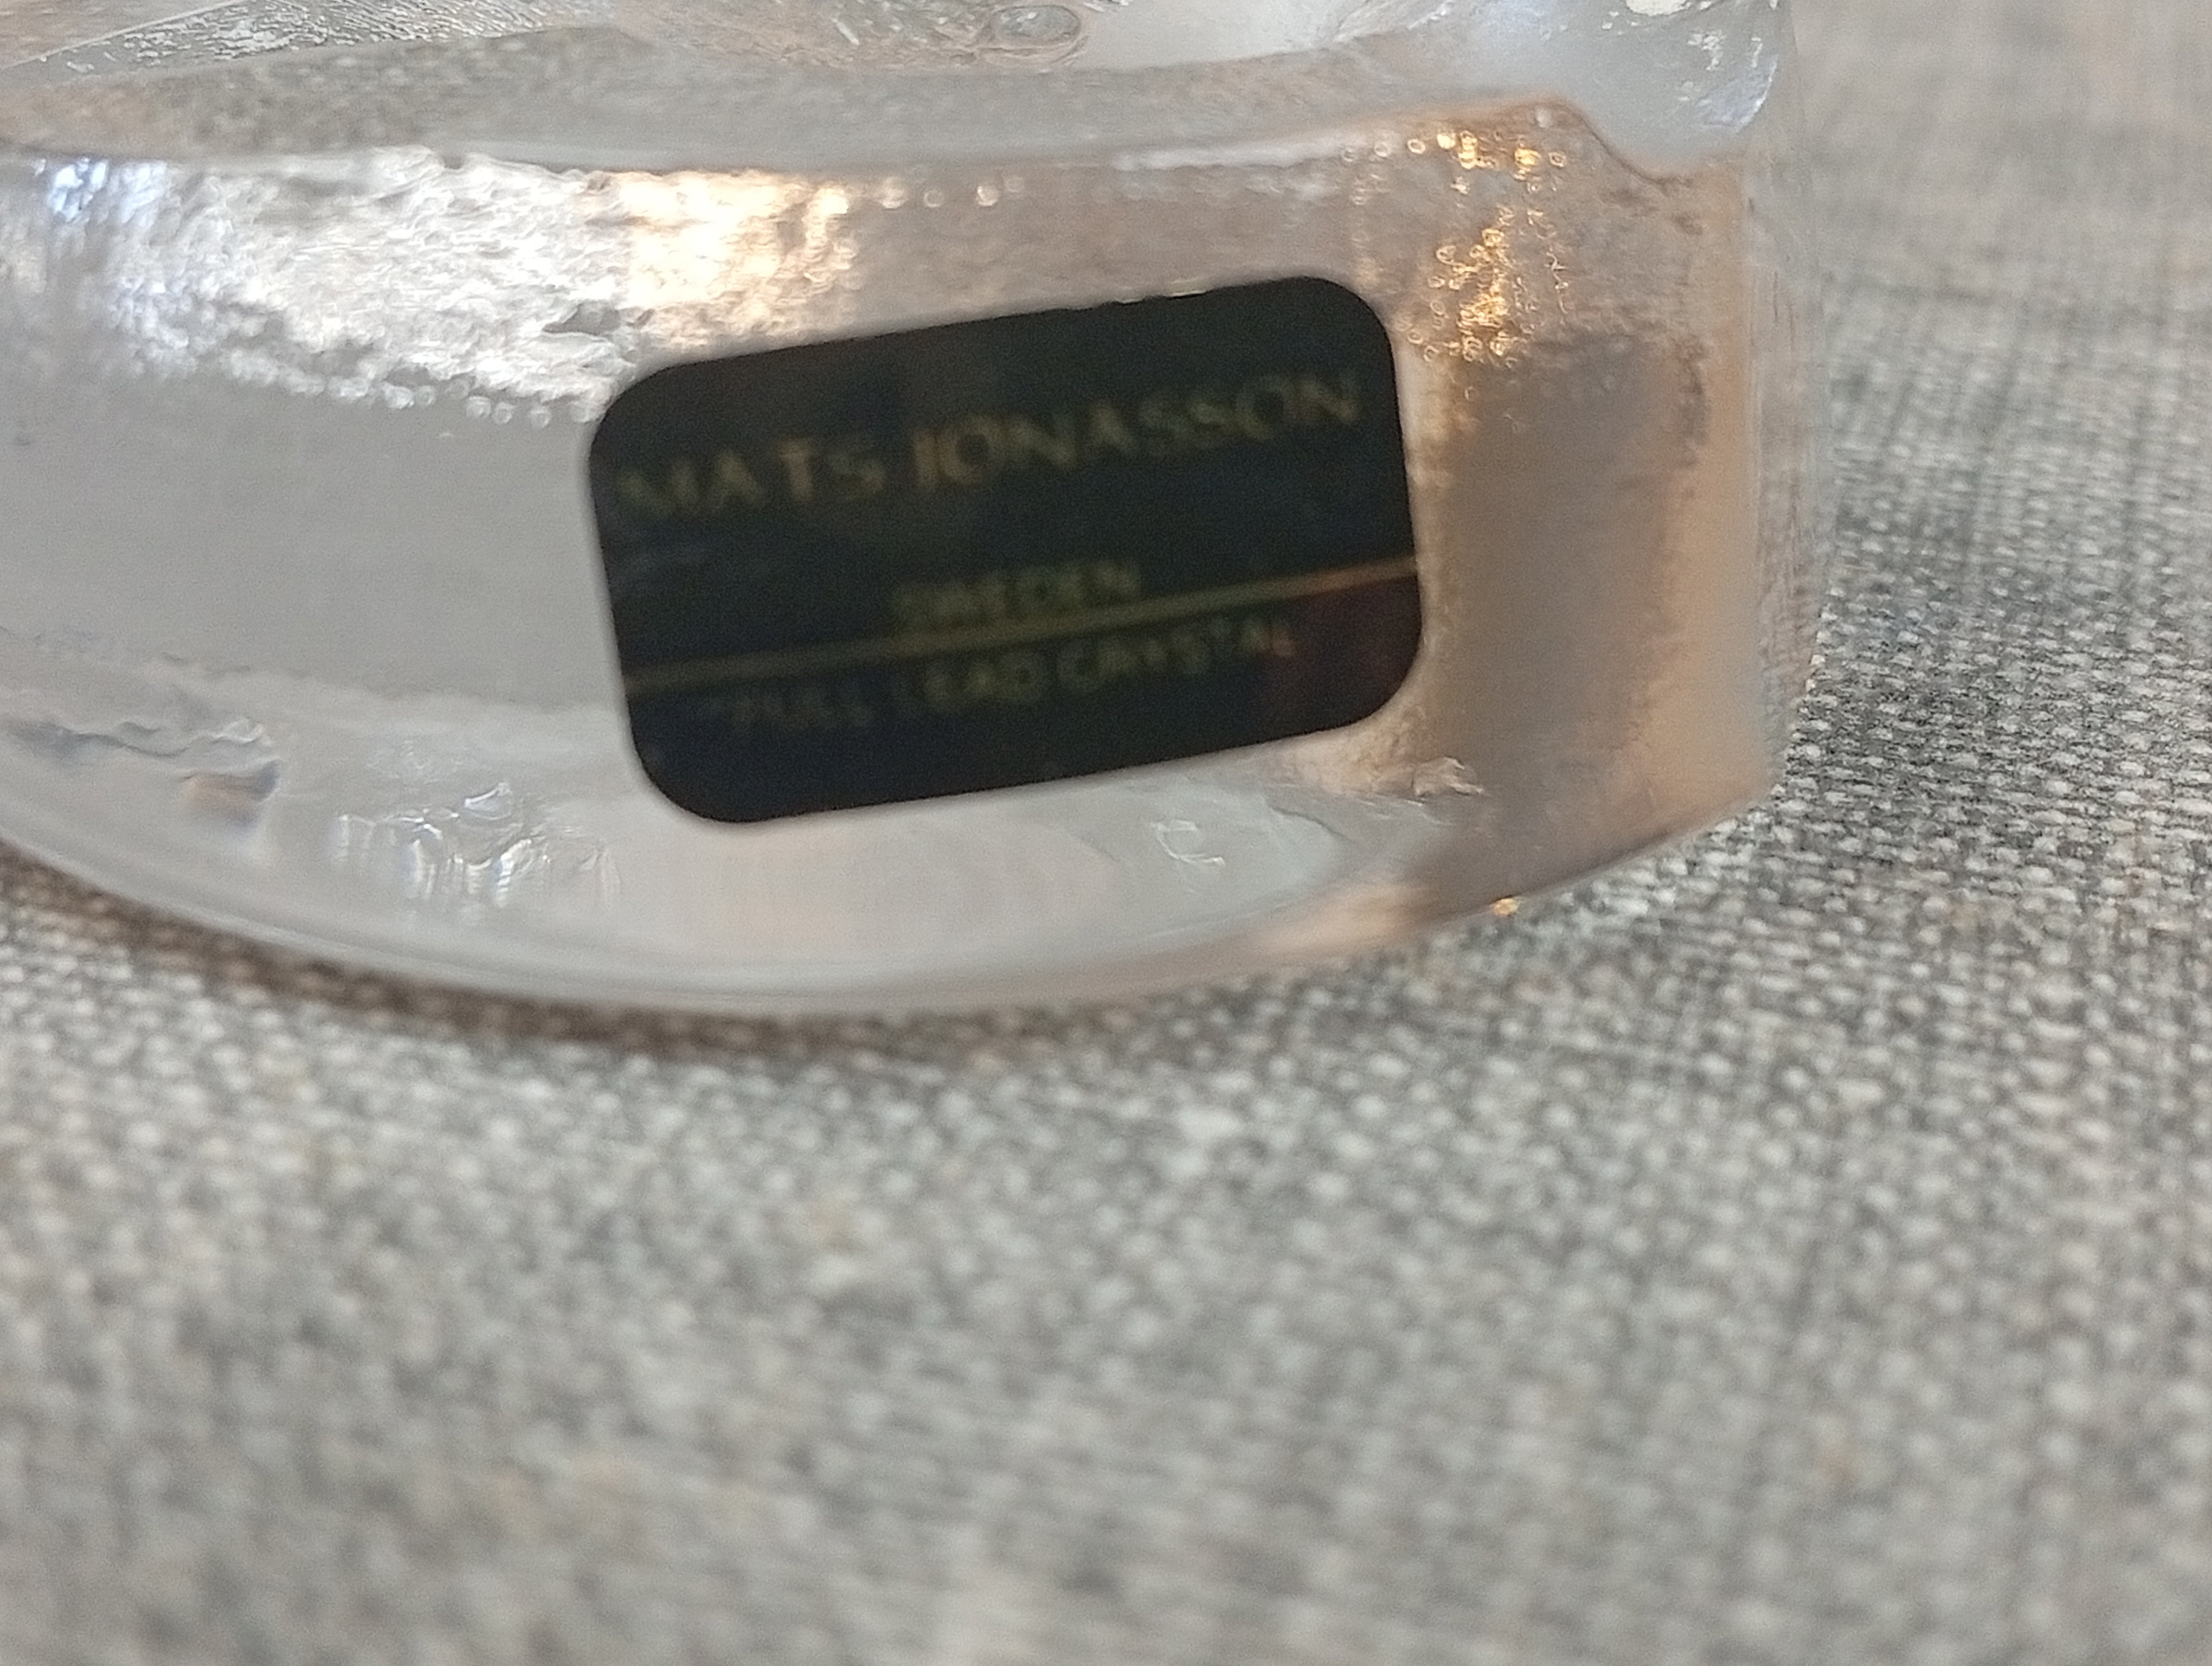 MATS JONASSON
SWEDEN
FULL LEAD CRYSTAL